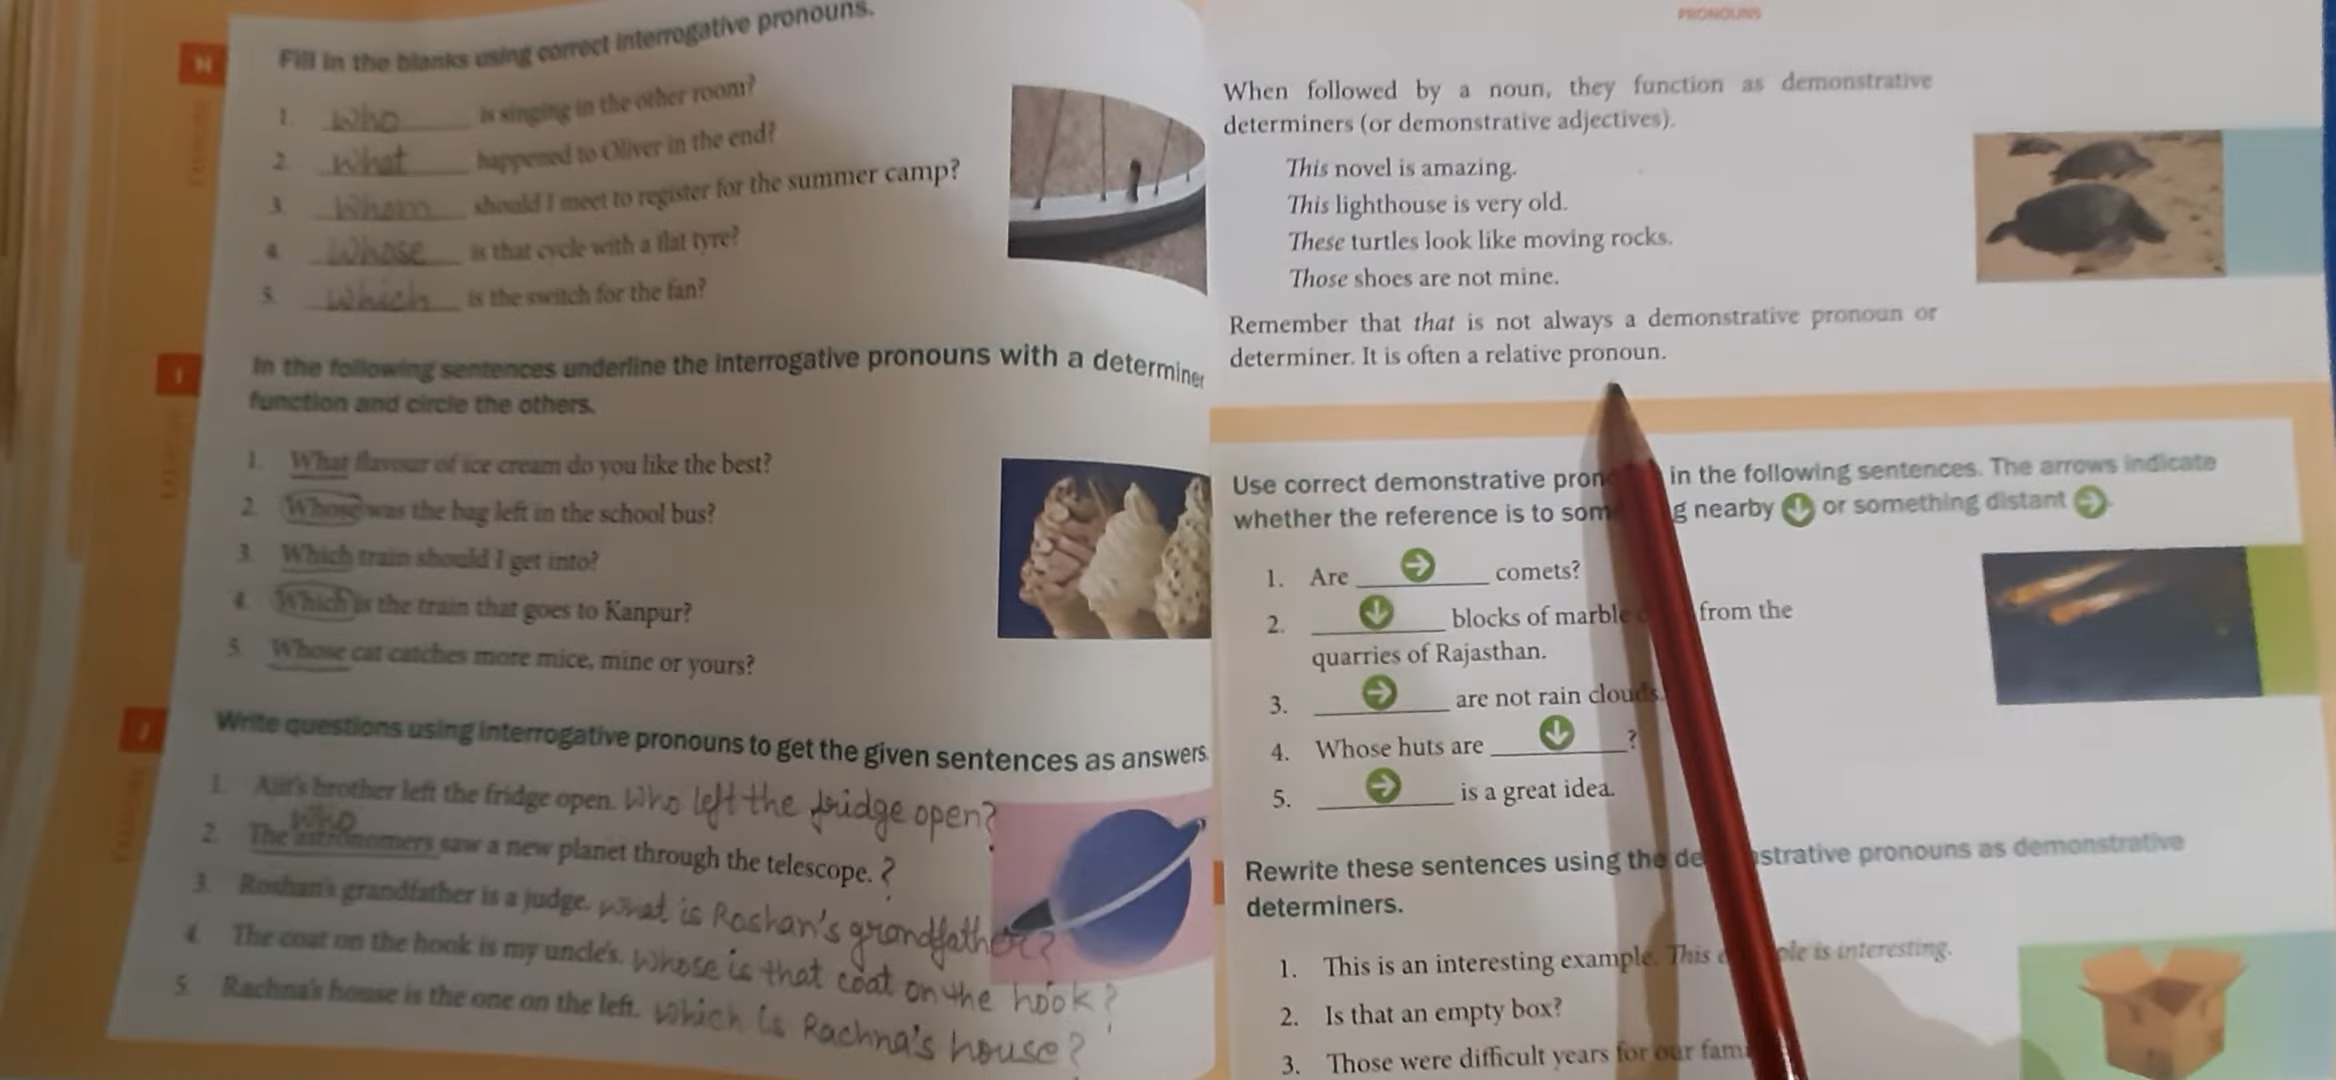 H
Fill in the blanks using correct interrogative pronouns.
1. Who is singing in the other room?
2. What happened to Oliver in the end?
3. Whom should I meet to register for the summer camp?
4. Whose is that cycle with a flat tyre?
5. Which is the switch for the fan?
I
In the following sentences underline the interrogative pronouns with a determiner
function and circle the others.
1. What flavour of ice cream do you like the best?
2. Whose was the bag left in the school bus?
3. Which train should I get into?
4. Which is the train that goes to Kanpur?
5. Whose cat catches more mice, mine or yours?
J
Write questions using interrogative pronouns to get the given sentences as answers.
1. brother left the fridge open. Who left the fridge open?
Who
2. The astronomers saw a new planet through the telescope. ?
3. Roshan's grandfather is a judge. What is Roshan's grandfather?
4. The coat on the hook is my uncle's. Whose is that coat on the hook?
5. Rachna's house is the one on the left. Which is Rachna's house?
PRONOUNS
When followed by a noun, they function as demonstrative
determiners (or demonstrative adjectives).
This novel is amazing.
This lighthouse is very old.
These turtles look like moving rocks.
Those shoes are not mine.
Remember that that is not always a demonstrative pronoun or
determiner. It is often a relative pronoun.
Use correct demonstrative pron in the following sentences. The arrows indicate
whether the reference is to som g nearby or something distant .
1. Are comets?
2. blocks of marble from the
quarries of Rajasthan.
3. are not rain clouds.
4. Whose huts are ?
5. is a great idea.
Rewrite these sentences using the de strative pronouns as demonstrative
determiners.
1. This is an interesting example. This ple is interesting.
2. Is that an empty box?
3. Those were difficult years for our fam